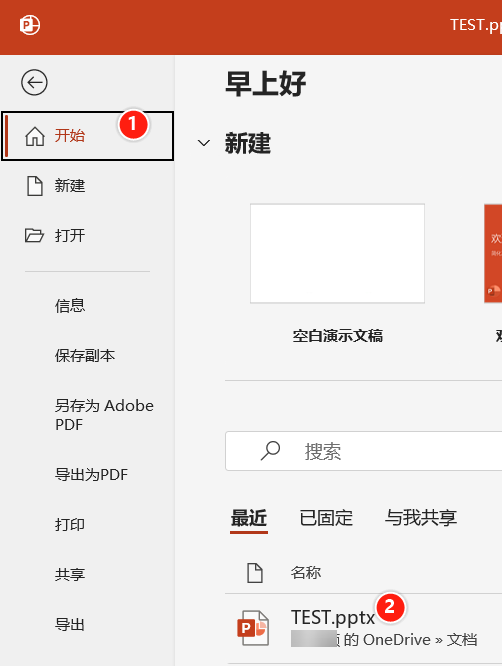 TEST.pp
早上好
1
开始
新建
新建
打开
空白演示文稿
信息
保存副本
另存为 Adobe
PDF
导出为PDF
搜索
打印
最近
已固定
与我共享
共享
名称
导出
TEST.pptx
2
的 OneDrive » 文档